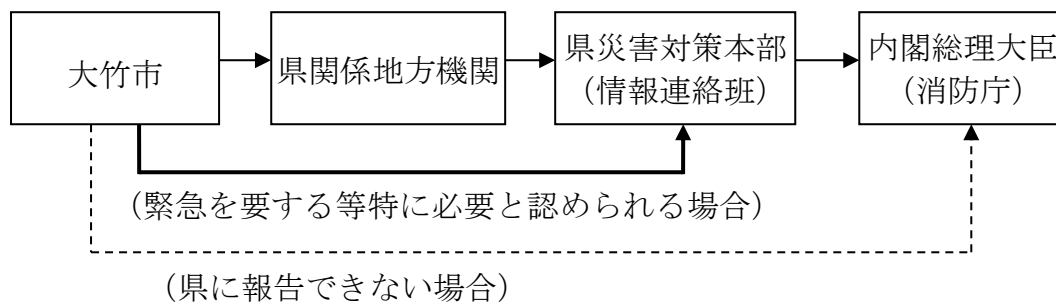 大竹市
県関係地方機関
県災害対策本部
（情報連絡班）
内閣総理大臣
（消防庁）
（緊急を要する等特に必要と認められる場合）
（県に報告できない場合）